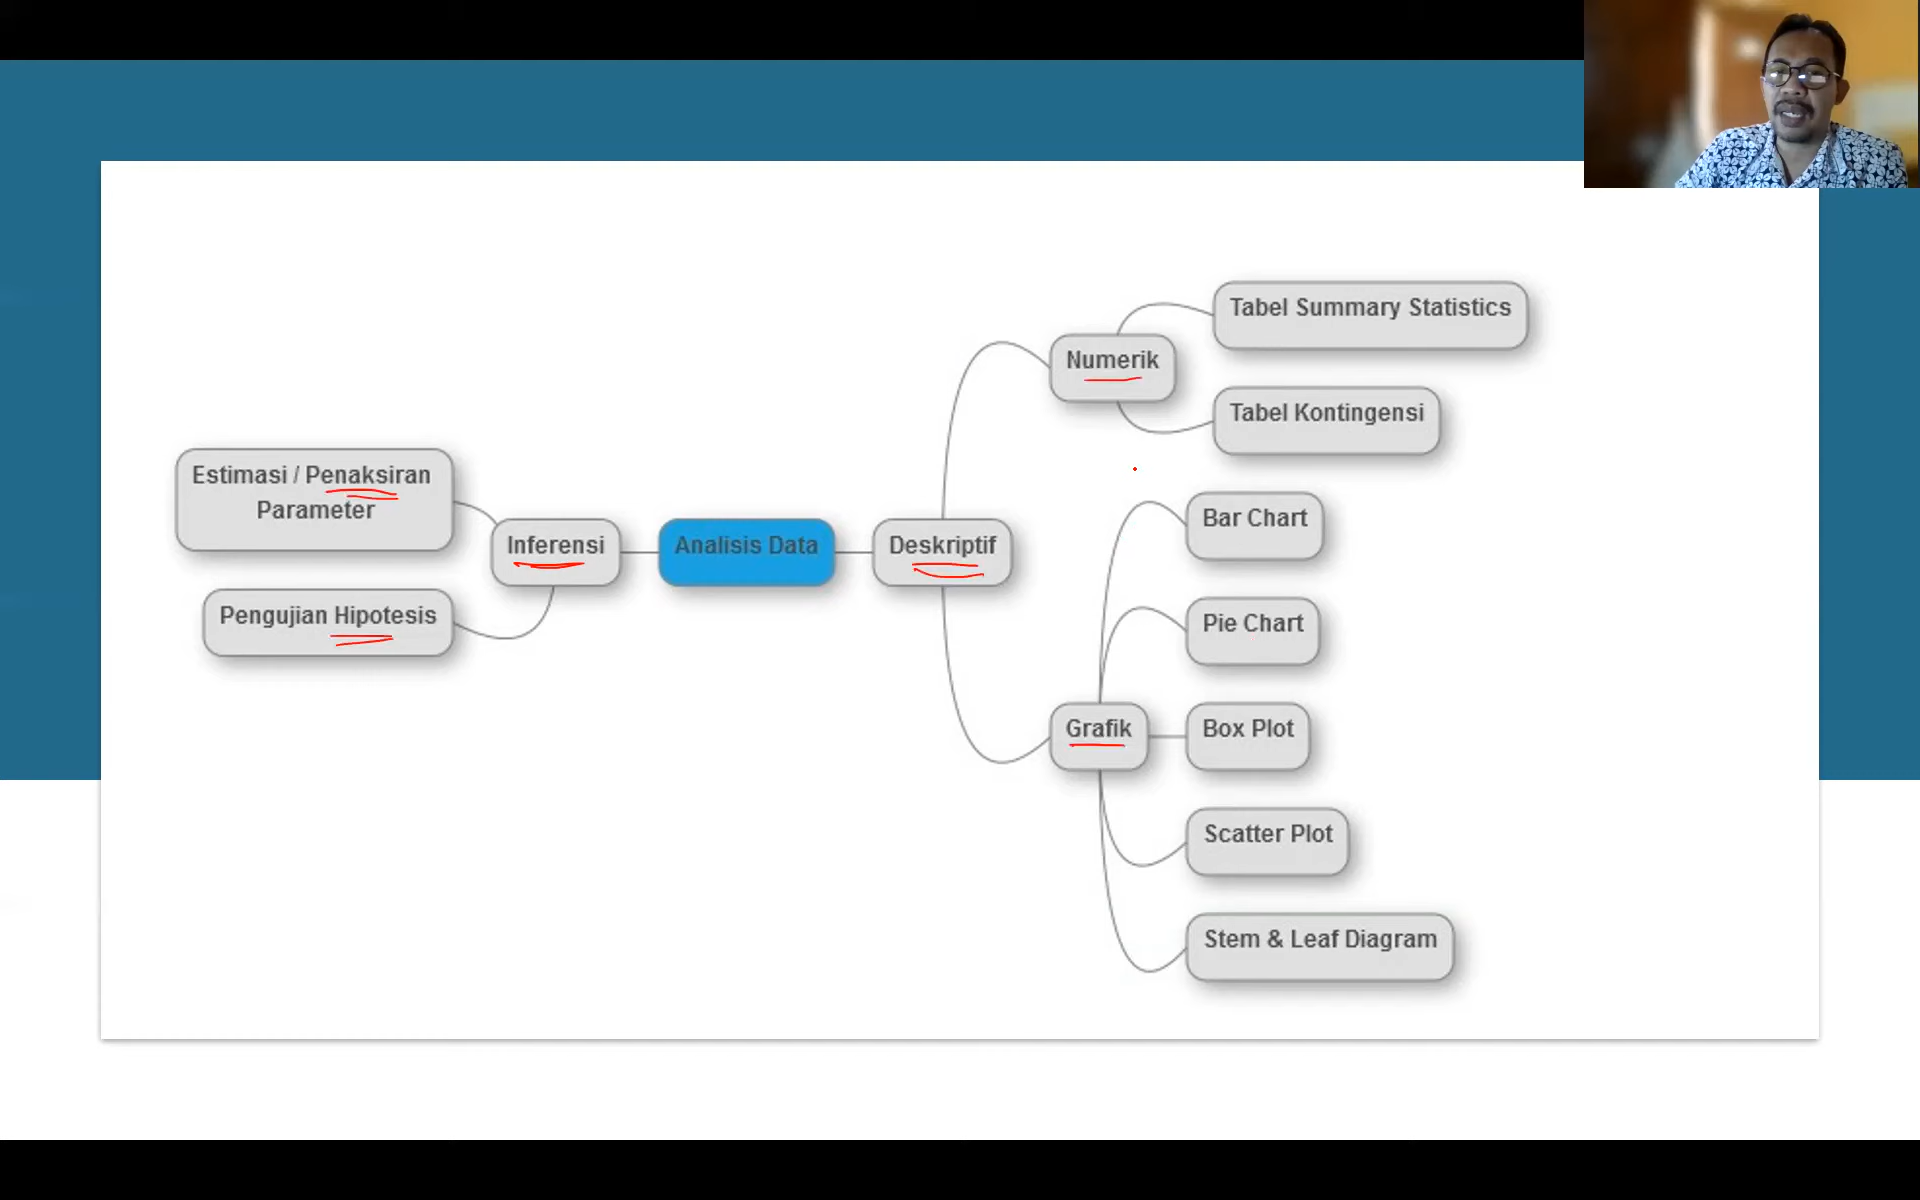 Tabel Summary Statistics
Numerik
Tabel Kontingensi
Estimasi / Penaksiran
Parameter
Bar Chart
Inferensi
Analisis Data
Deskriptif
Pengujian Hipotesis
Pie Chart
Grafik
Box Plot
Scatter Plot
Stem & Leaf Diagram